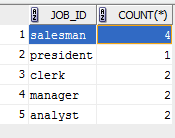 JOB_ID COUNT(*)
1 salesman 4
2 president 1
3 clerk 2
4 manager 2
5 analyst 2